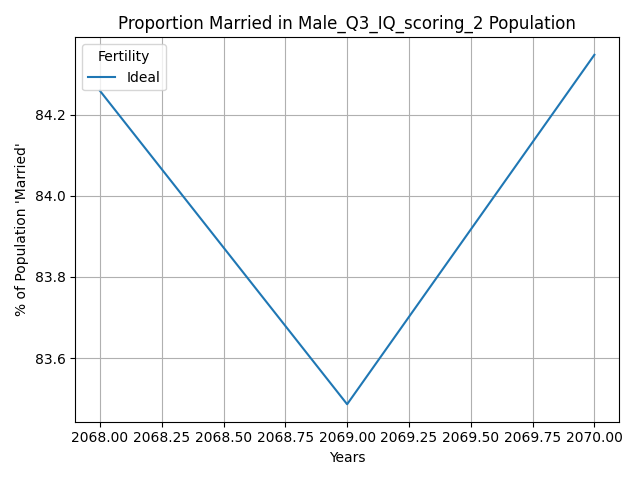 Proportion Married in Male_Q3_IQ_scoring_2 Population
Fertility
Ideal
% of Population 'Married'
84.2
84.0
83.8
83.6
2068.00 2068.25 2068.50 2068.75 2069.00 2069.25 2069.50 2069.75 2070.00
Years